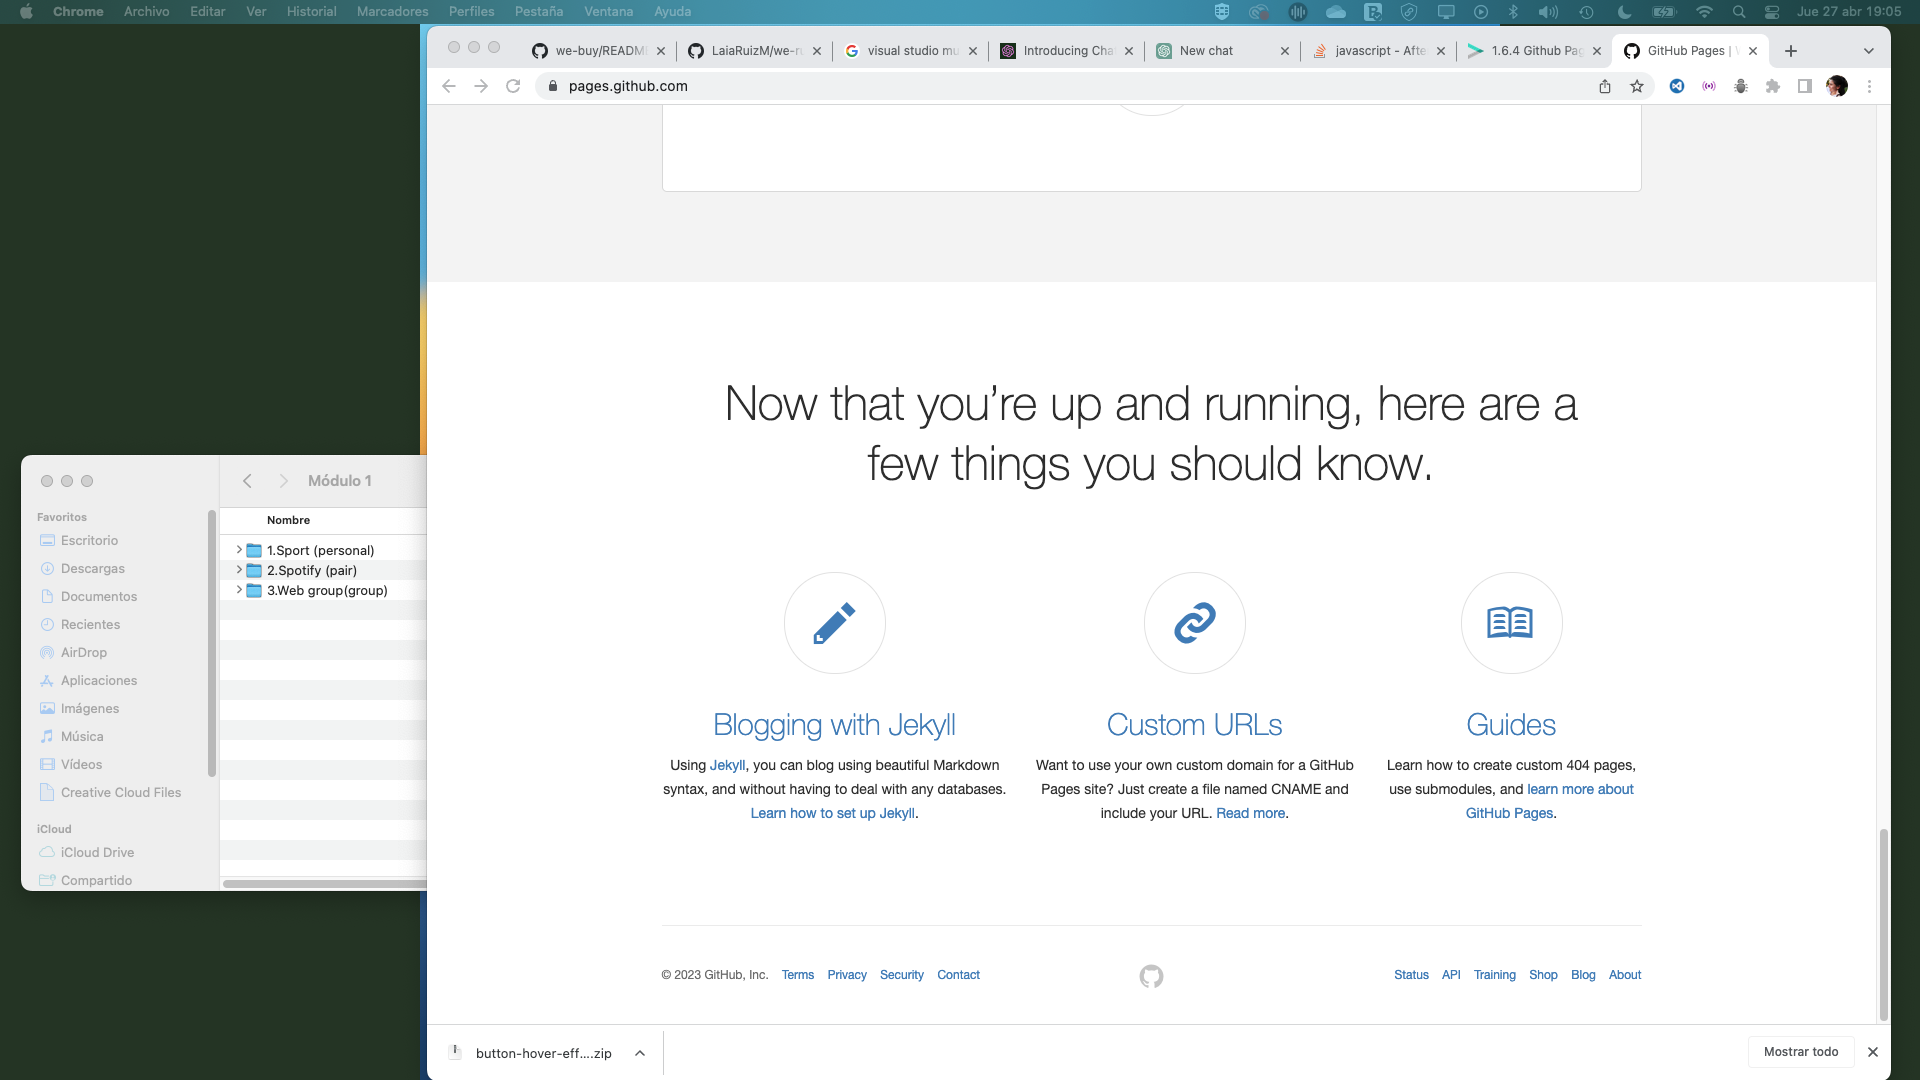 Chrome Archivo Editar Ver Historial Marcadores Perfiles Pestaña Ventana Ayuda
Jue 27 abr 19:05
we-buy/READM
LaiaRuizM/we-r
visual studio mu
Introducing Cha
New chat
javascript - Afte
1.6.4 Github Pag
GitHub Pages |
pages.github.com
Now that you’re up and running, here are a
few things you should know.
Blogging with Jekyll
Using Jekyll, you can blog using beautiful Markdown
syntax, and without having to deal with any databases.
Learn how to set up Jekyll.
Custom URLs
Want to use your own custom domain for a GitHub
Pages site? Just create a file named CNAME and
include your URL. Read more.
Guides
Learn how to create custom 404 pages,
use submodules, and learn more about
GitHub Pages.
© 2023 GitHub, Inc. Terms Privacy Security Contact
Status API Training Shop Blog About
button-hover-eff....zip
Mostrar todo
Módulo 1
Favoritos
Escritorio
Descargas
Documentos
Recientes
AirDrop
Aplicaciones
Imágenes
Música
Vídeos
Creative Cloud Files
iCloud
iCloud Drive
Compartido
Nombre
1.Sport (personal)
2.Spotify (pair)
3.Web group(group)